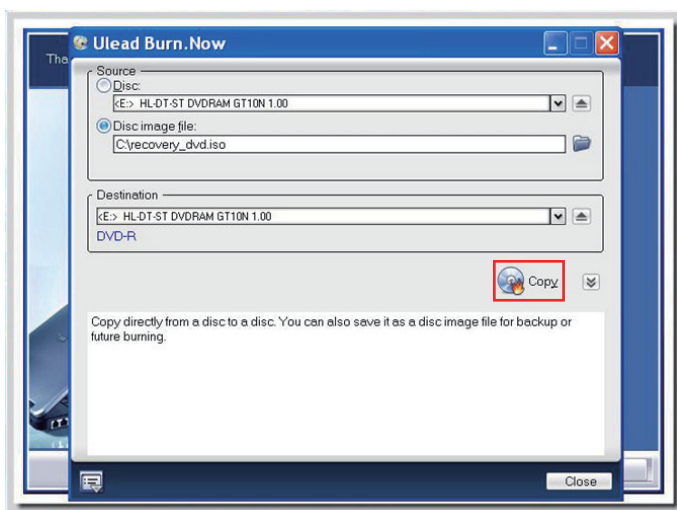 Tha
Ulead Burn.Now
Source
Disc:
<E:> HL-DT-ST DVDRAM GT10N 1.00
Disc image file:
C:\recovery_dvd.iso
Destination
<E:> HL-DT-ST DVDRAM GT10N 1.00
DVD-R
Copy
Copy directly from a disc to a disc. You can also save it as a disc image file for backup or
future burning.
Close